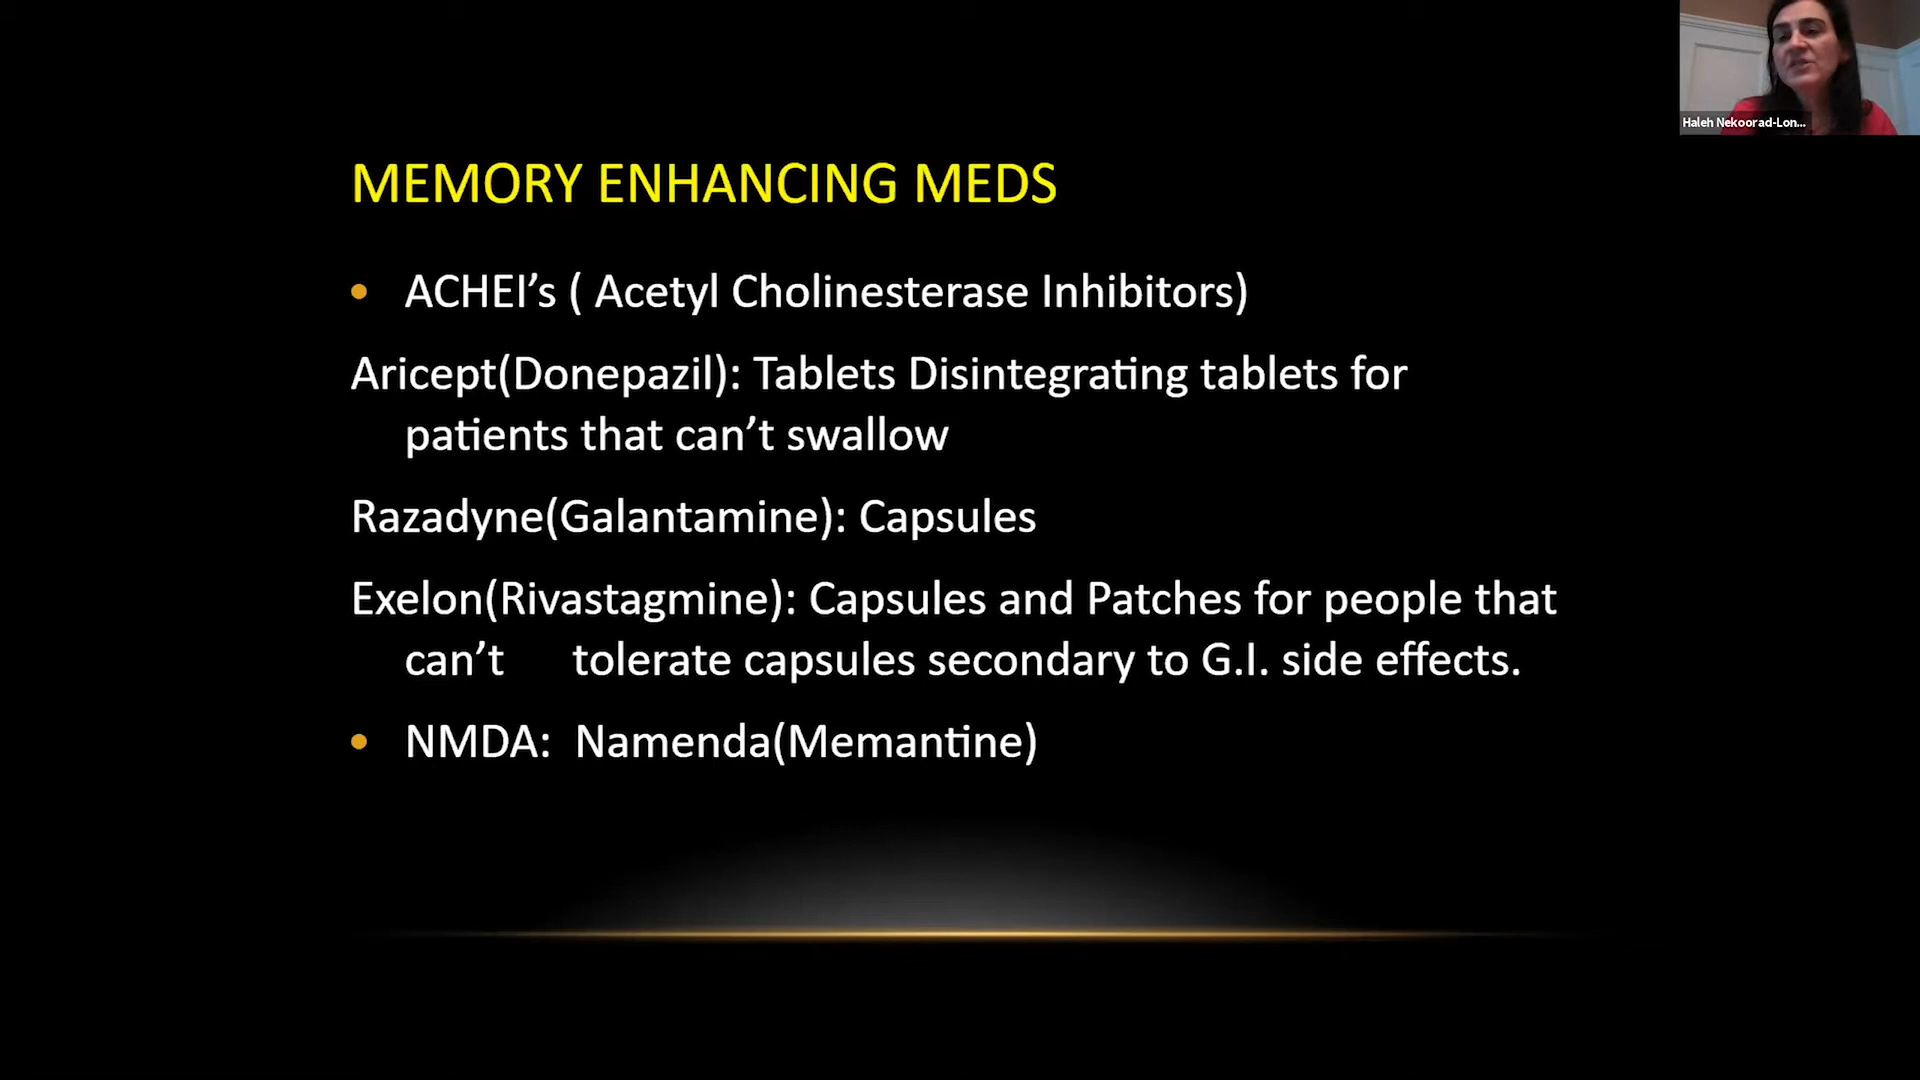 Haleh Nekoorad-Lon...
MEMORY ENHANCING MEDS
• ACHEI’s ( Acetyl Cholinesterase Inhibitors)
Aricept(Donepazil): Tablets Disintegrating tablets for
patients that can’t swallow
Razadyne(Galantamine): Capsules
Exelon(Rivastagmine): Capsules and Patches for people that
can’t tolerate capsules secondary to G.I. side effects.
• NMDA: Namenda(Memantine)